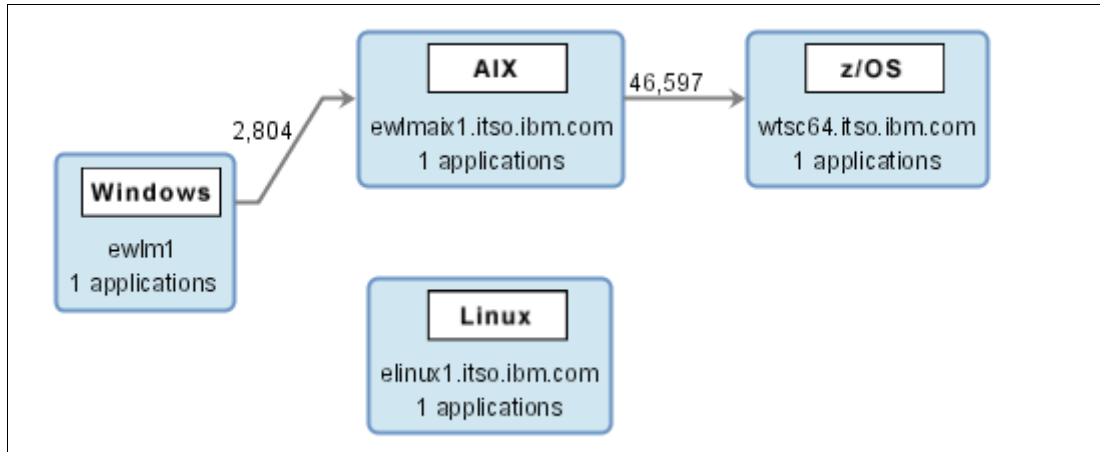 AIX
z/OS
46,597
2,804
ewlmaix1.itso.ibm.com
wtsc64.itso.ibm.com
1 applications
1 applications
Windows
ewlm1
1 applications
Linux
elinux1.itso.ibm.com
1 applications